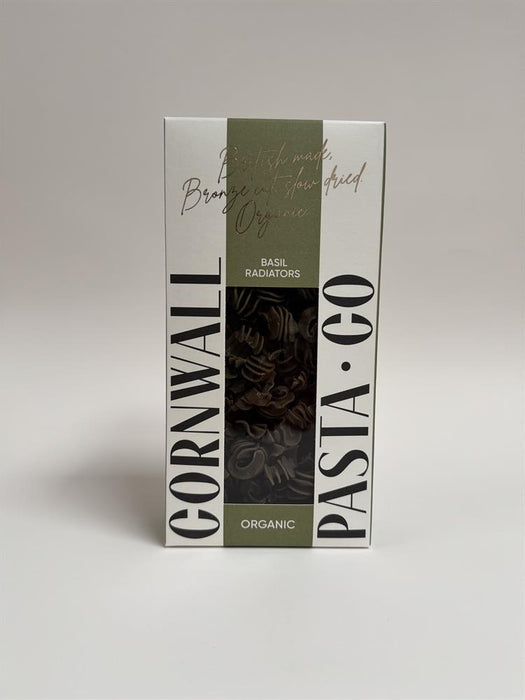 British made.
Bronze cut, slow dried.
Organic.
BASIL
RADIATORS
CORNWALL
PASTA · CO
ORGANIC